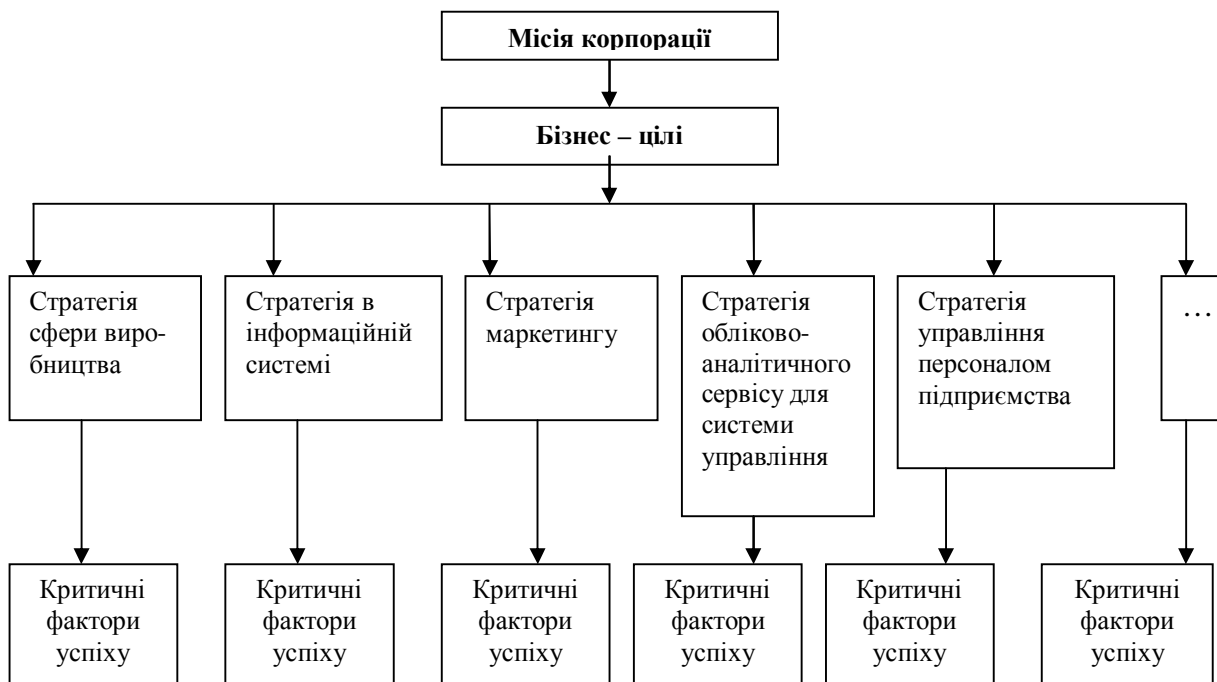 Місія корпорації
Бізнес – цілі
Стратегія
сфери виро-
бництва
Стратегія в
інформаційній
системі
Стратегія
маркетингу
Стратегія
обліково-
аналітичного
сервісу для
системи
управління
Стратегія
управління
персоналом
підприємства
…
Критичні
фактори
успіху
Критичні
фактори
успіху
Критичні
фактори
успіху
Критичні
фактори
успіху
Критичні
фактори
успіху
Критичні
фактори
успіху